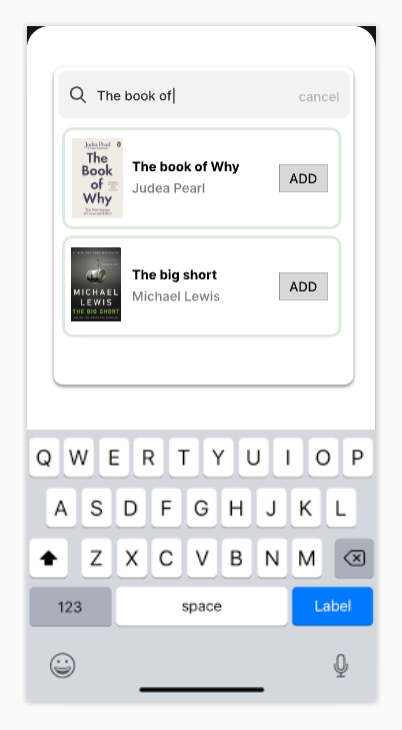 The book of
cancel
Judea Pearl
The
Book
of
Why
The book of Why
Judea Pearl
ADD
MICHAEL
LEWIS
THE BIG SHORT
The big short
Michael Lewis
ADD
Q W E R T Y U I O P
A S D F G H J K L
Z X C V B N M
123 space Label